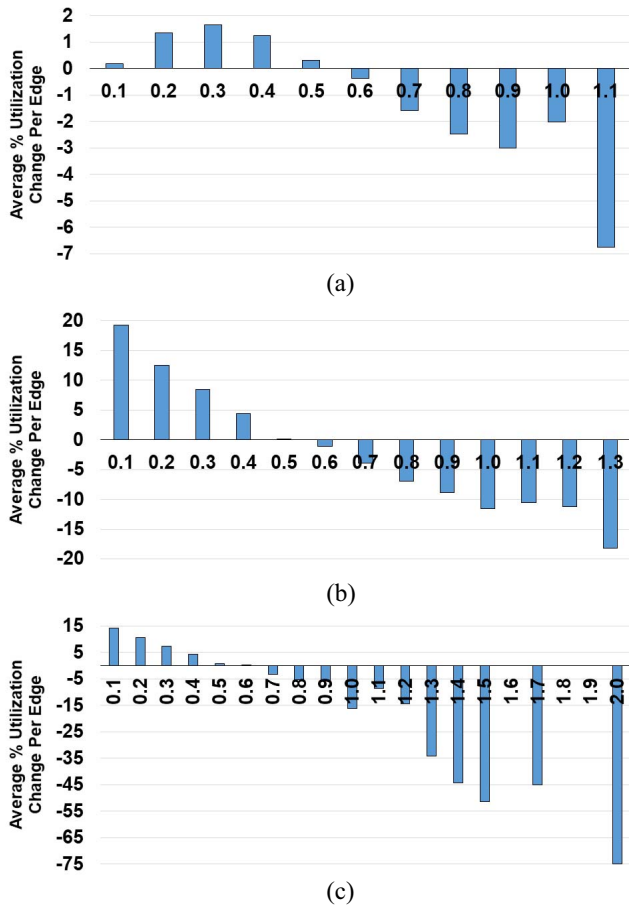 2
1
0
-1
-2
-3
-4
-5
-6
-7
Average % Utilization
Change Per Edge
0.1 0.2 0.3 0.4 0.5 0.6 0.7 0.8 0.9 1.0 1.1
(a)
20
15
10
5
0
-5
-10
-15
-20
Average % Utilization
Change Per Edge
0.1 0.2 0.3 0.4 0.5 0.6 0.7 0.8 0.9 1.0 1.1 1.2 1.3
(b)
15
5
-5
-15
-25
-35
-45
-55
-65
-75
Average % Utilization
Change Per Edge
0.1 0.2 0.3 0.4 0.5 0.6 0.7 0.8 0.9 1.0 1.1 1.2 1.3 1.4 1.5 1.6 1.7 1.8 1.9 2.0
(c)